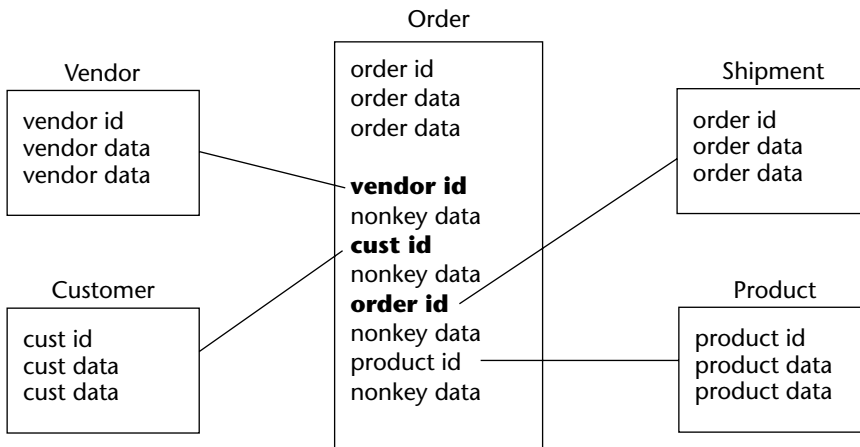 Order
order id
order data
order data
vendor id
nonkey data
cust id
nonkey data
order id
nonkey data
product id
nonkey data
Vendor
vendor id
vendor data
vendor data
Customer
cust id
cust data
cust data
Shipment
order id
order data
order data
Product
product id
product data
product data